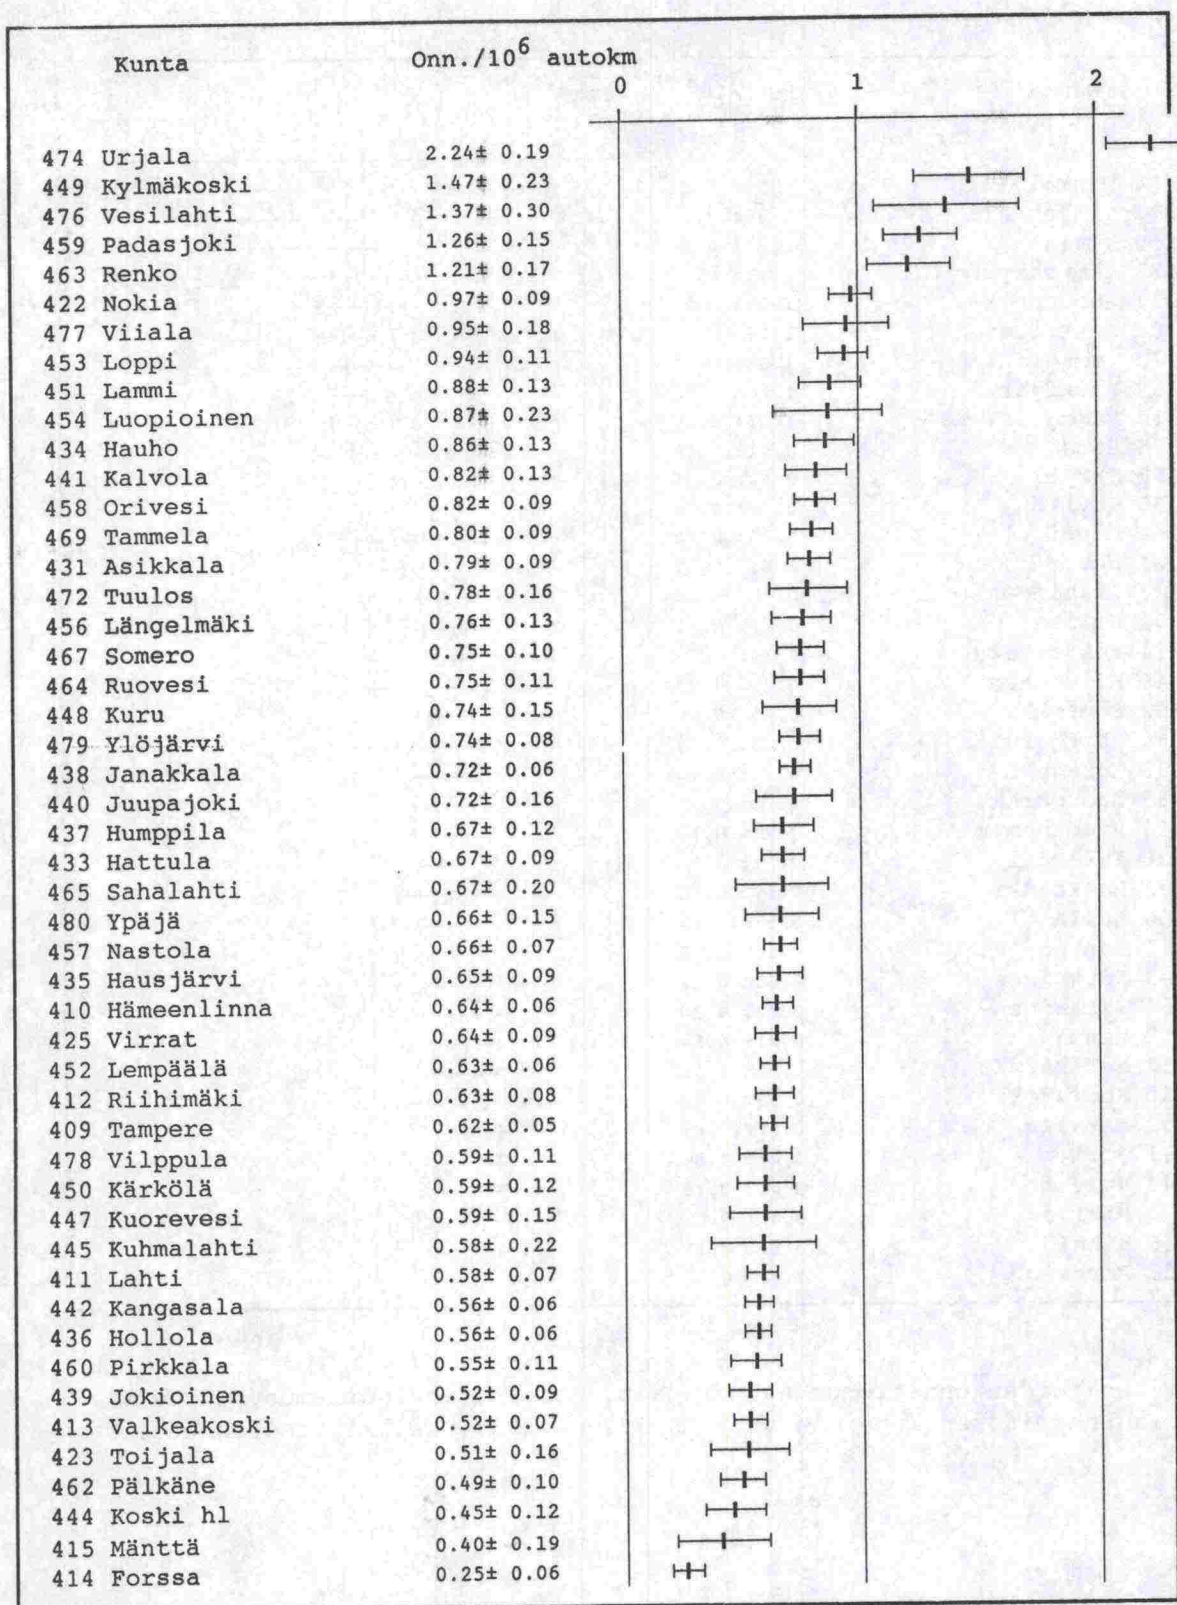 Kunta Onn./10⁶ autokm
0 1 2
474 Urjala 2.24± 0.19
449 Kylmäkoski 1.47± 0.23
476 Vesilahti 1.37± 0.30
459 Padasjoki 1.26± 0.15
463 Renko 1.21± 0.17
422 Nokia 0.97± 0.09
477 Viiala 0.95± 0.18
453 Loppi 0.94± 0.11
451 Lammi 0.88± 0.13
454 Luopioinen 0.87± 0.23
434 Hauho 0.86± 0.13
441 Kalvola 0.82± 0.13
458 Orivesi 0.82± 0.09
469 Tammela 0.80± 0.09
431 Asikkala 0.79± 0.09
472 Tuulos 0.78± 0.16
456 Längelmäki 0.76± 0.13
467 Somero 0.75± 0.10
464 Ruovesi 0.75± 0.11
448 Kuru 0.74± 0.15
479 Ylöjärvi 0.74± 0.08
438 Janakkala 0.72± 0.06
440 Juupajoki 0.72± 0.16
437 Humppila 0.67± 0.12
433 Hattula 0.67± 0.09
465 Sahalahti 0.67± 0.20
480 Ypäjä 0.66± 0.15
457 Nastola 0.66± 0.07
435 Hausjärvi 0.65± 0.09
410 Hämeenlinna 0.64± 0.06
425 Virrat 0.64± 0.09
452 Lempäälä 0.63± 0.06
412 Riihimäki 0.63± 0.08
409 Tampere 0.62± 0.05
478 Vilppula 0.59± 0.11
450 Kärkölä 0.59± 0.12
447 Kuorevesi 0.59± 0.15
445 Kuhmalahti 0.58± 0.22
411 Lahti 0.58± 0.07
442 Kangasala 0.56± 0.06
436 Hollola 0.56± 0.06
460 Pirkkala 0.55± 0.11
439 Jokioinen 0.52± 0.09
413 Valkeakoski 0.52± 0.07
423 Toijala 0.51± 0.16
462 Pälkäne 0.49± 0.10
444 Koski hl 0.45± 0.12
415 Mänttä 0.40± 0.19
414 Forssa 0.25± 0.06